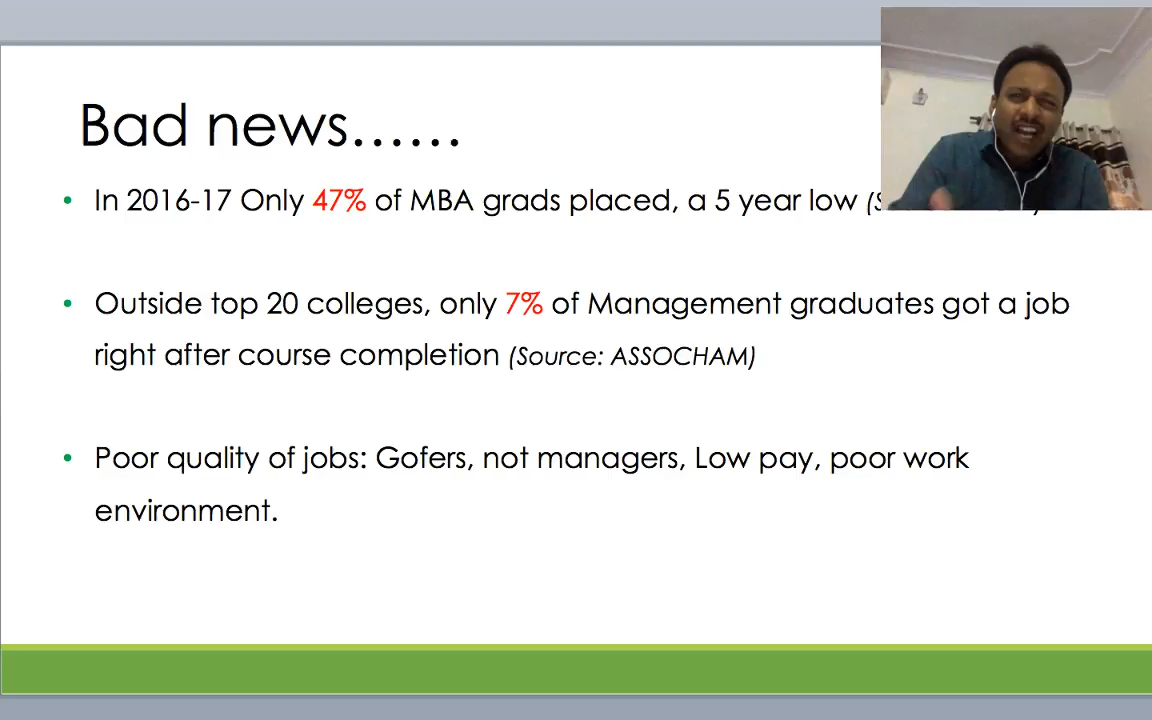 Bad news......
• In 2016-17 Only 47% of MBA grads placed, a 5 year low
• Outside top 20 colleges, only 7% of Management graduates got a job
right after course completion (Source: ASSOCHAM)
• Poor quality of jobs: Gofers, not managers, Low pay, poor work
environment.